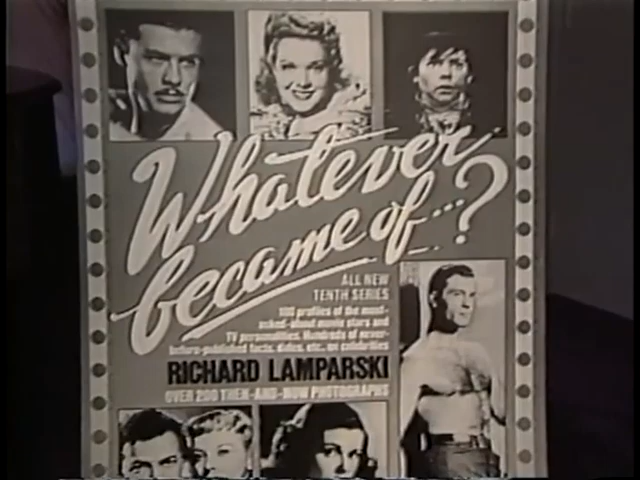 Whatever
became of...?
ALL NEW
TENTH SERIES
100 profiles of the most-
asked-about movie stars and
TV personalities. Hundreds of never-
before-published facts, dates, etc., on celebrities
RICHARD LAMPARSKI
OVER 200 THEN-AND-NOW PHOTOGRAPHS